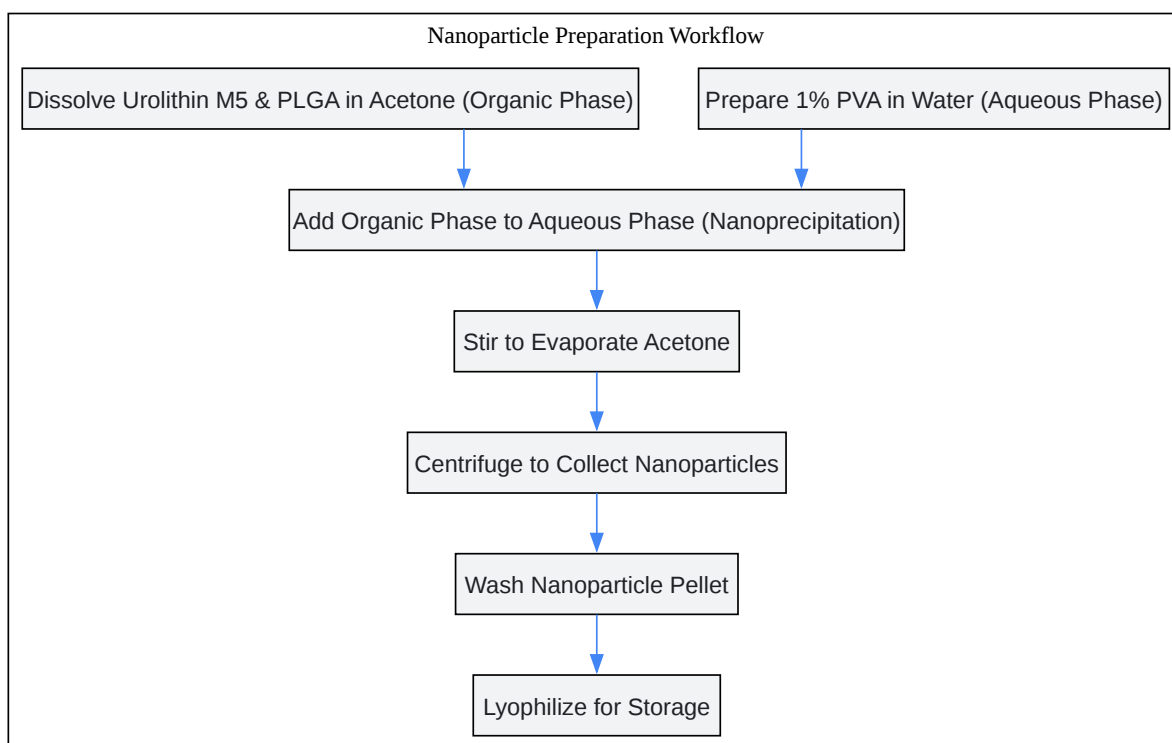 Nanoparticle Preparation Workflow
Dissolve Urolithin M5 & PLGA in Acetone (Organic Phase)
Prepare 1% PVA in Water (Aqueous Phase)
Add Organic Phase to Aqueous Phase (Nanoprecipitation)
Stir to Evaporate Acetone
Centrifuge to Collect Nanoparticles
Wash Nanoparticle Pellet
Lyophilize for Storage